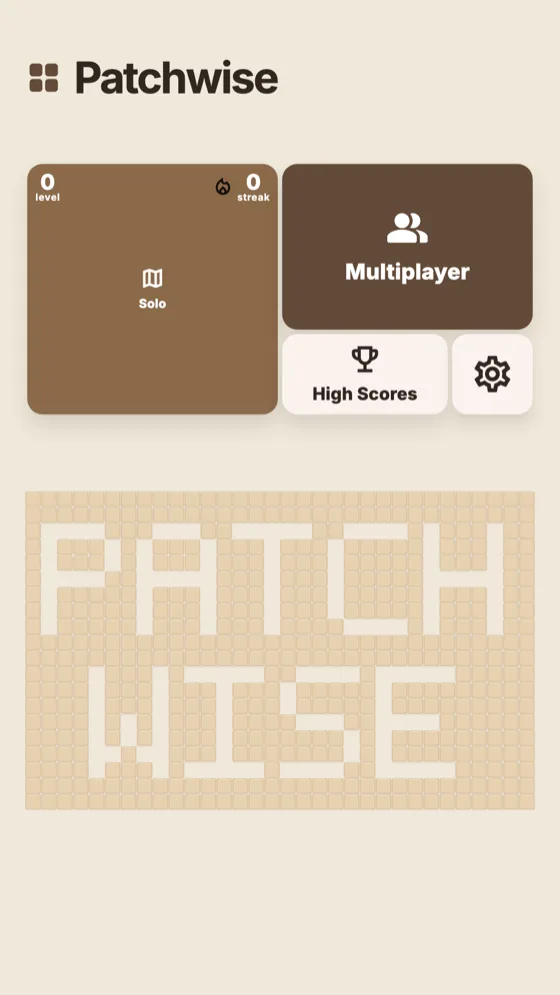 Patchwise
0
level
0
streak
Solo
Multiplayer
High Scores
PATCH
WISE